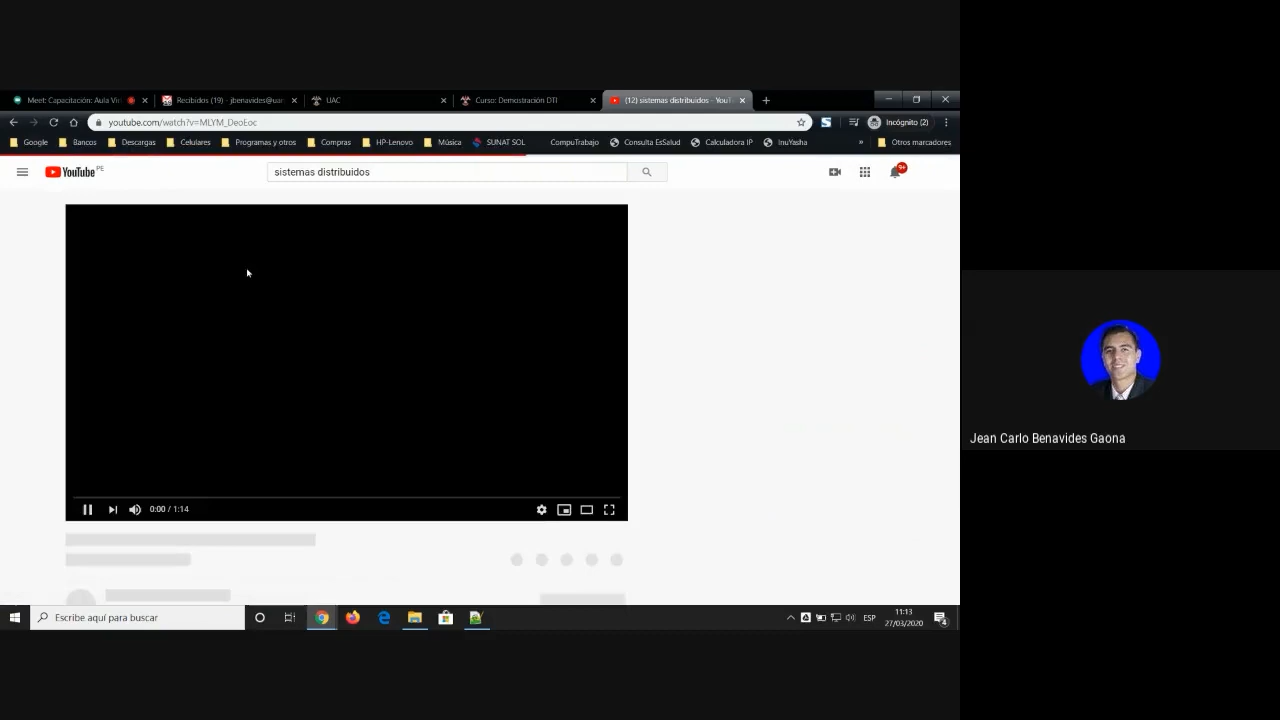 Meet: Capacitación: Aula Vi
Recibidos (19) - jbenavides@ua
UAC
Curso: Demostración DTI
(12) sistemas distribuidos - YouT
youtube.com/watch?v=MLYM_DeoEoc
Incógnito (2)
Google
Bancos
Descargas
Celulares
Programas y otros
Compras
HP-Lenovo
Música
SUNAT SOL
CompuTrabajo
Consulta EsSalud
Calculadora IP
InuYasha
»
Otros marcadores
YouTube PE
sistemas distribuidos
9+
0:00 / 1:14
Jean Carlo Benavides Gaona
Escribe aquí para buscar
ESP
11:13
27/03/2020
4